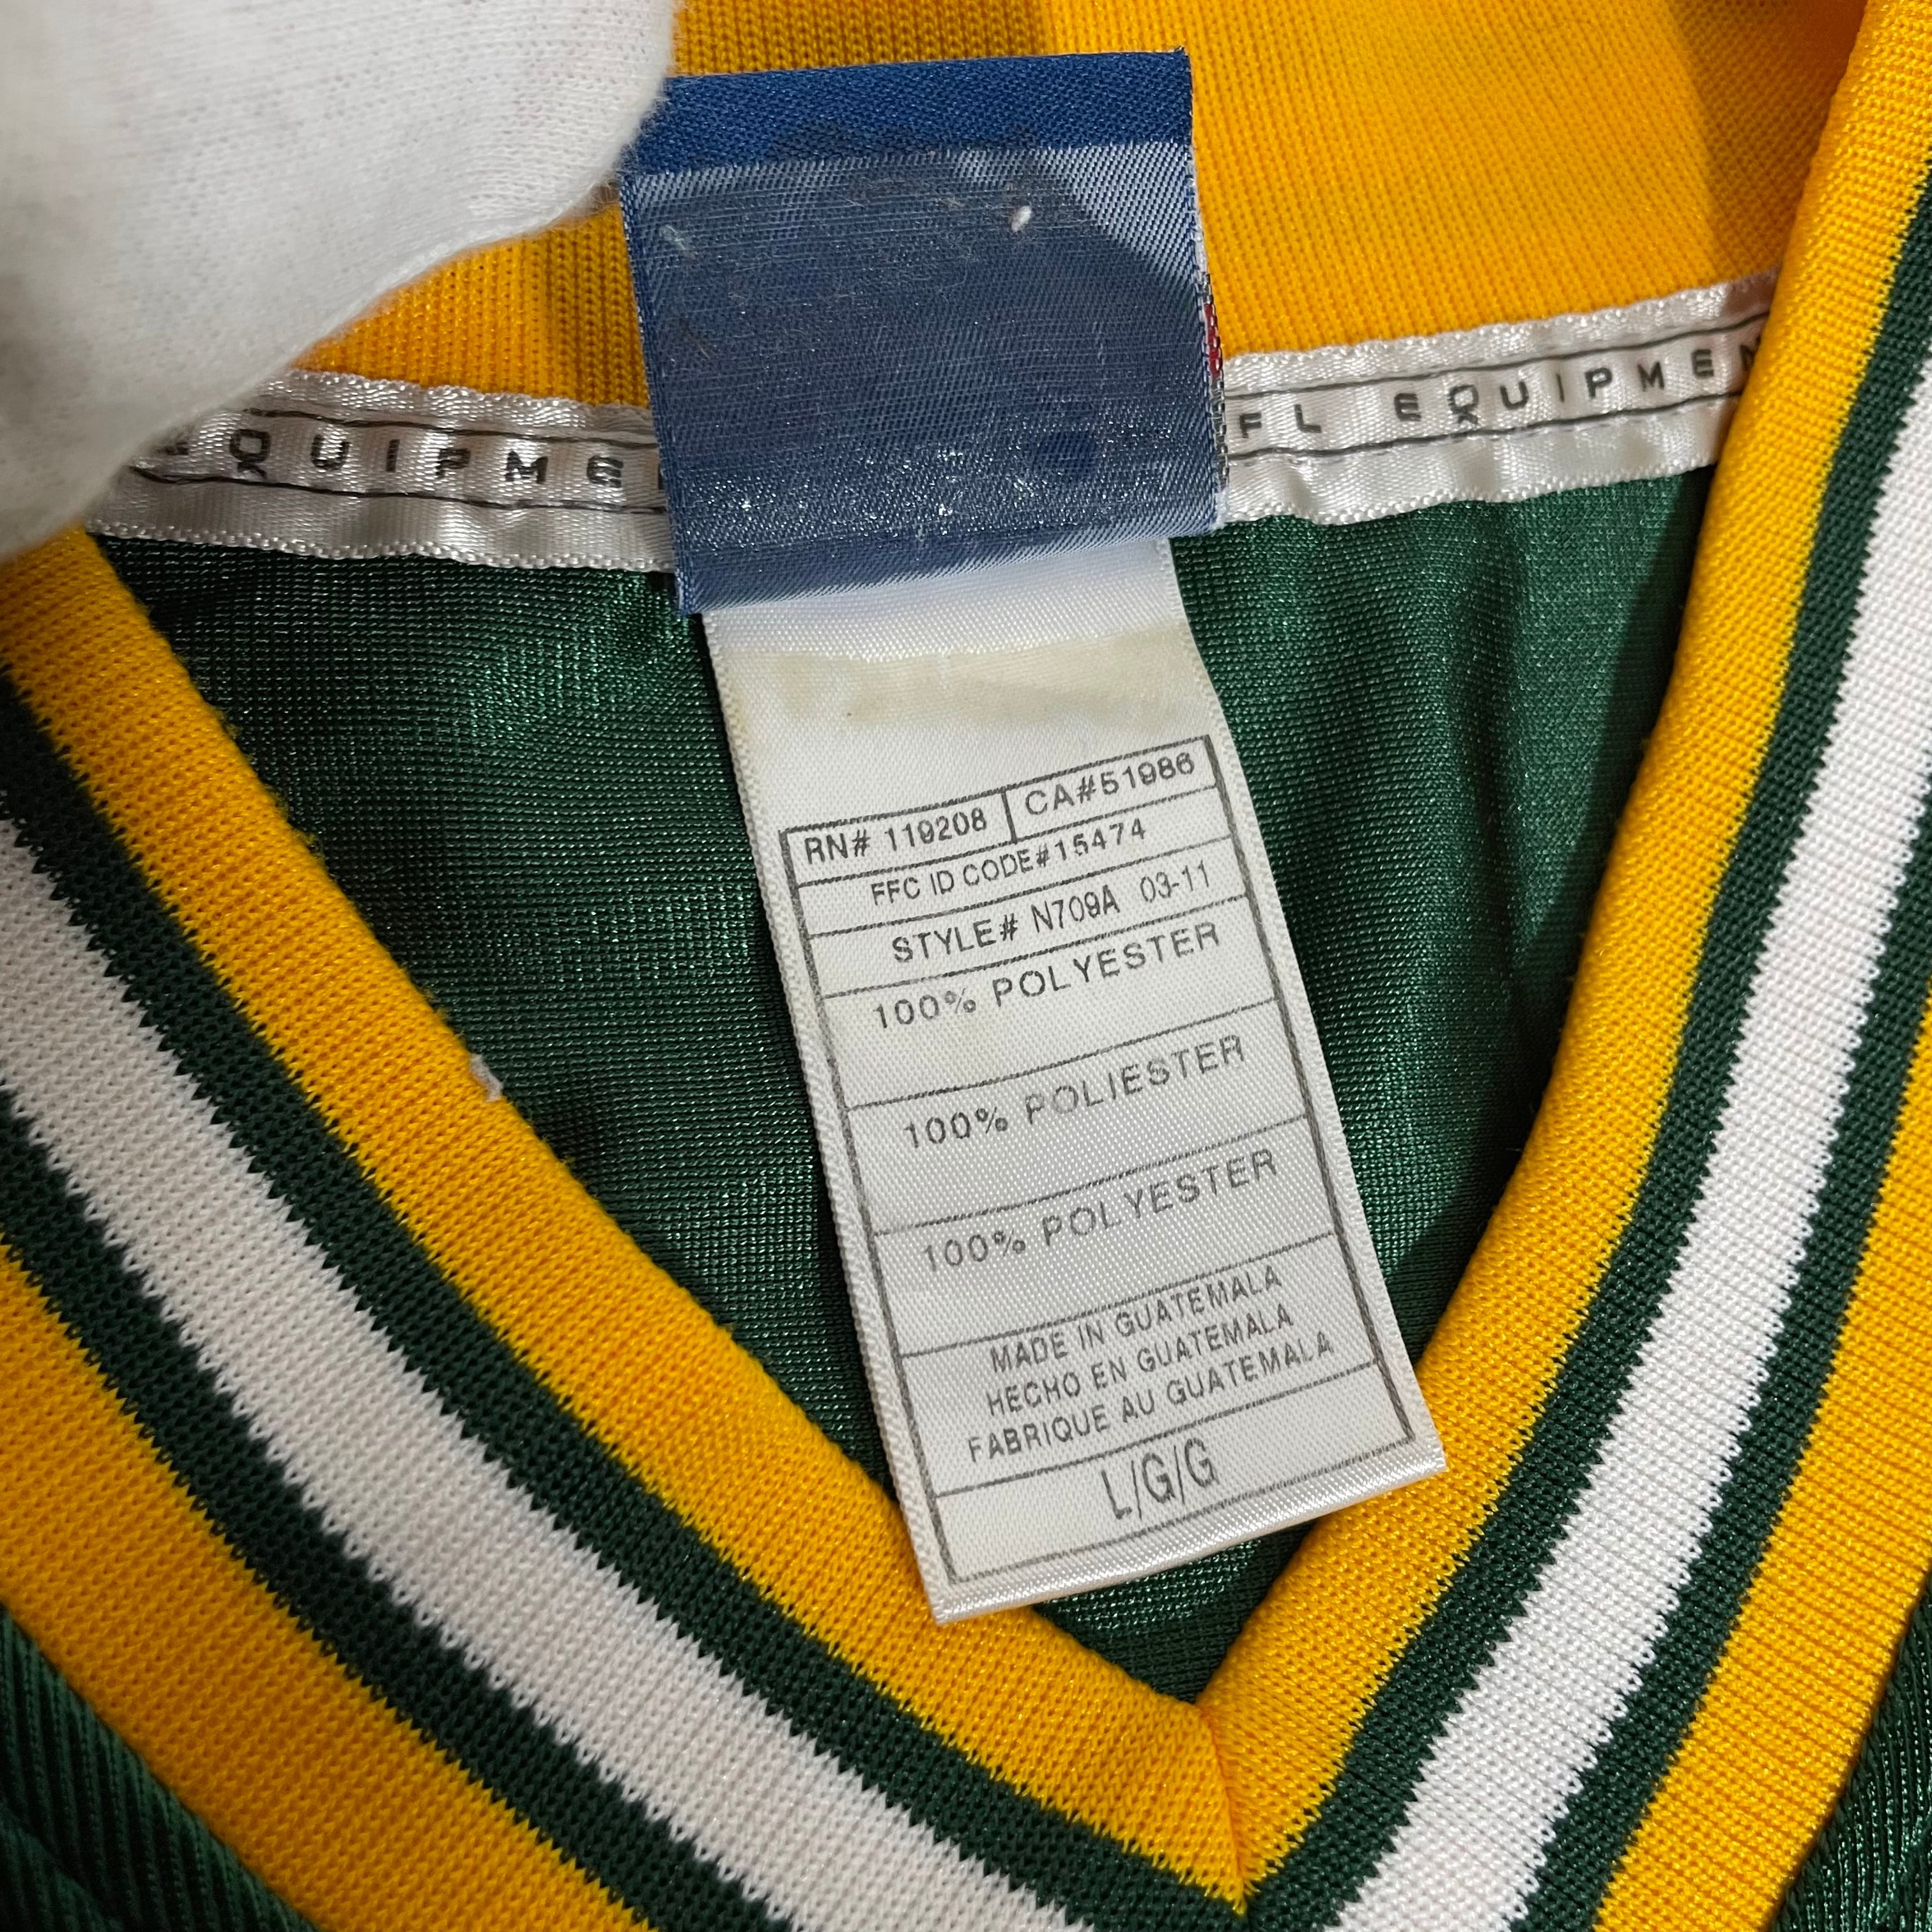 EQUIPME
FL EQUIPMEN
RN# 119208 CA#51986
FFC ID CODE#15474
STYLE# N709A 03-11
100% POLYESTER
100% POLIESTER
100% POLYESTER
MADE IN GUATEMALA
HECHO EN GUATEMALA
FABRIQUE AU GUATEMALA
L/G/G